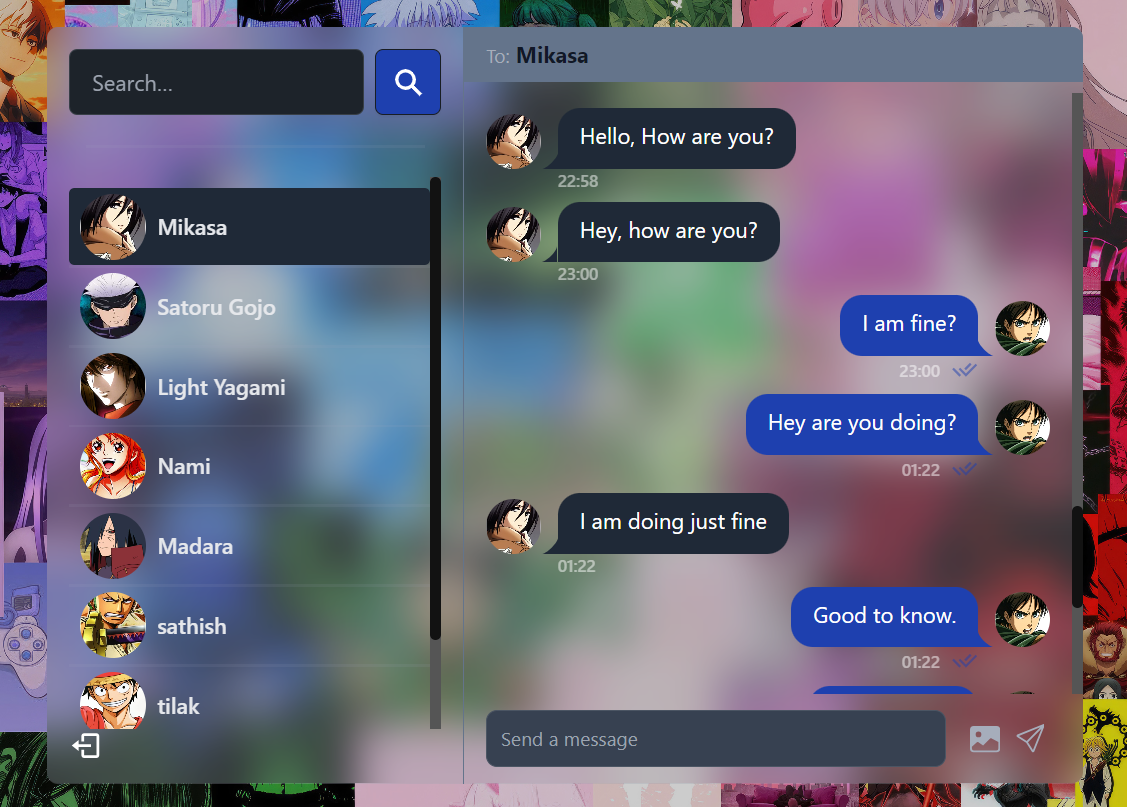 Search...
Mikasa
Satoru Gojo
Light Yagami
Nami
Madara
sathish
tilak
To: Mikasa
Hello, How are you?
22:58
Hey, how are you?
23:00
I am fine?
23:00
Hey are you doing?
01:22
I am doing just fine
01:22
Good to know.
01:22
Send a message